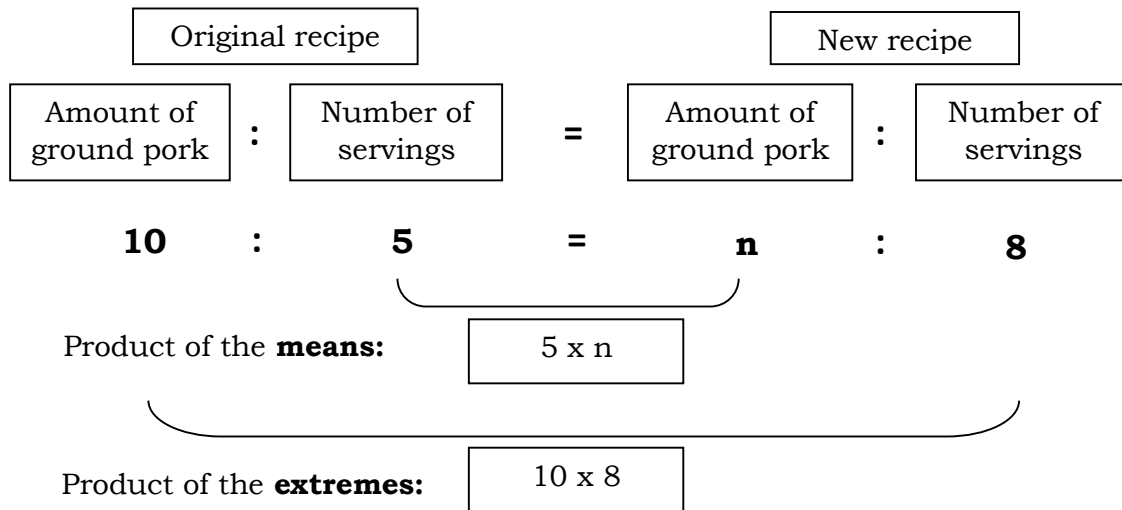 Original recipe New recipe
Amount of ground pork : Number of servings = Amount of ground pork : Number of servings
10 : 5 = n : 8
Product of the means: 5 x n
Product of the extremes: 10 x 8